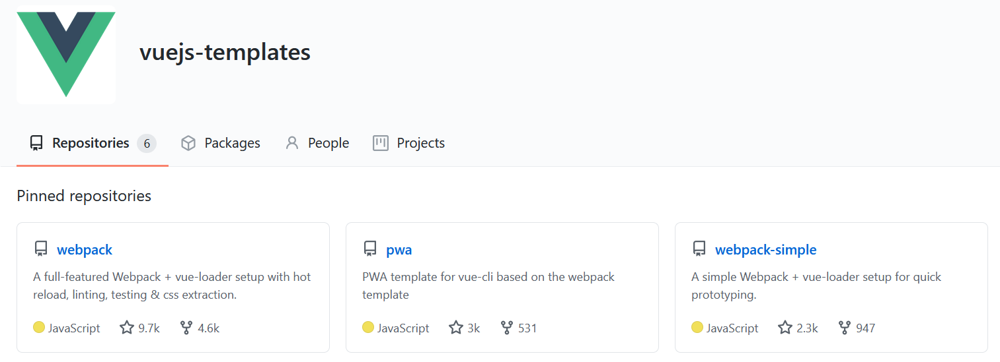 vuejs-templates
Repositories 6 Packages People Projects
Pinned repositories
webpack
A full-featured Webpack + vue-loader setup with hot
reload, linting, testing & css extraction.
JavaScript 9.7k 4.6k
pwa
PWA template for vue-cli based on the webpack
template
JavaScript 3k 531
webpack-simple
A simple Webpack + vue-loader setup for quick
prototyping.
JavaScript 2.3k 947